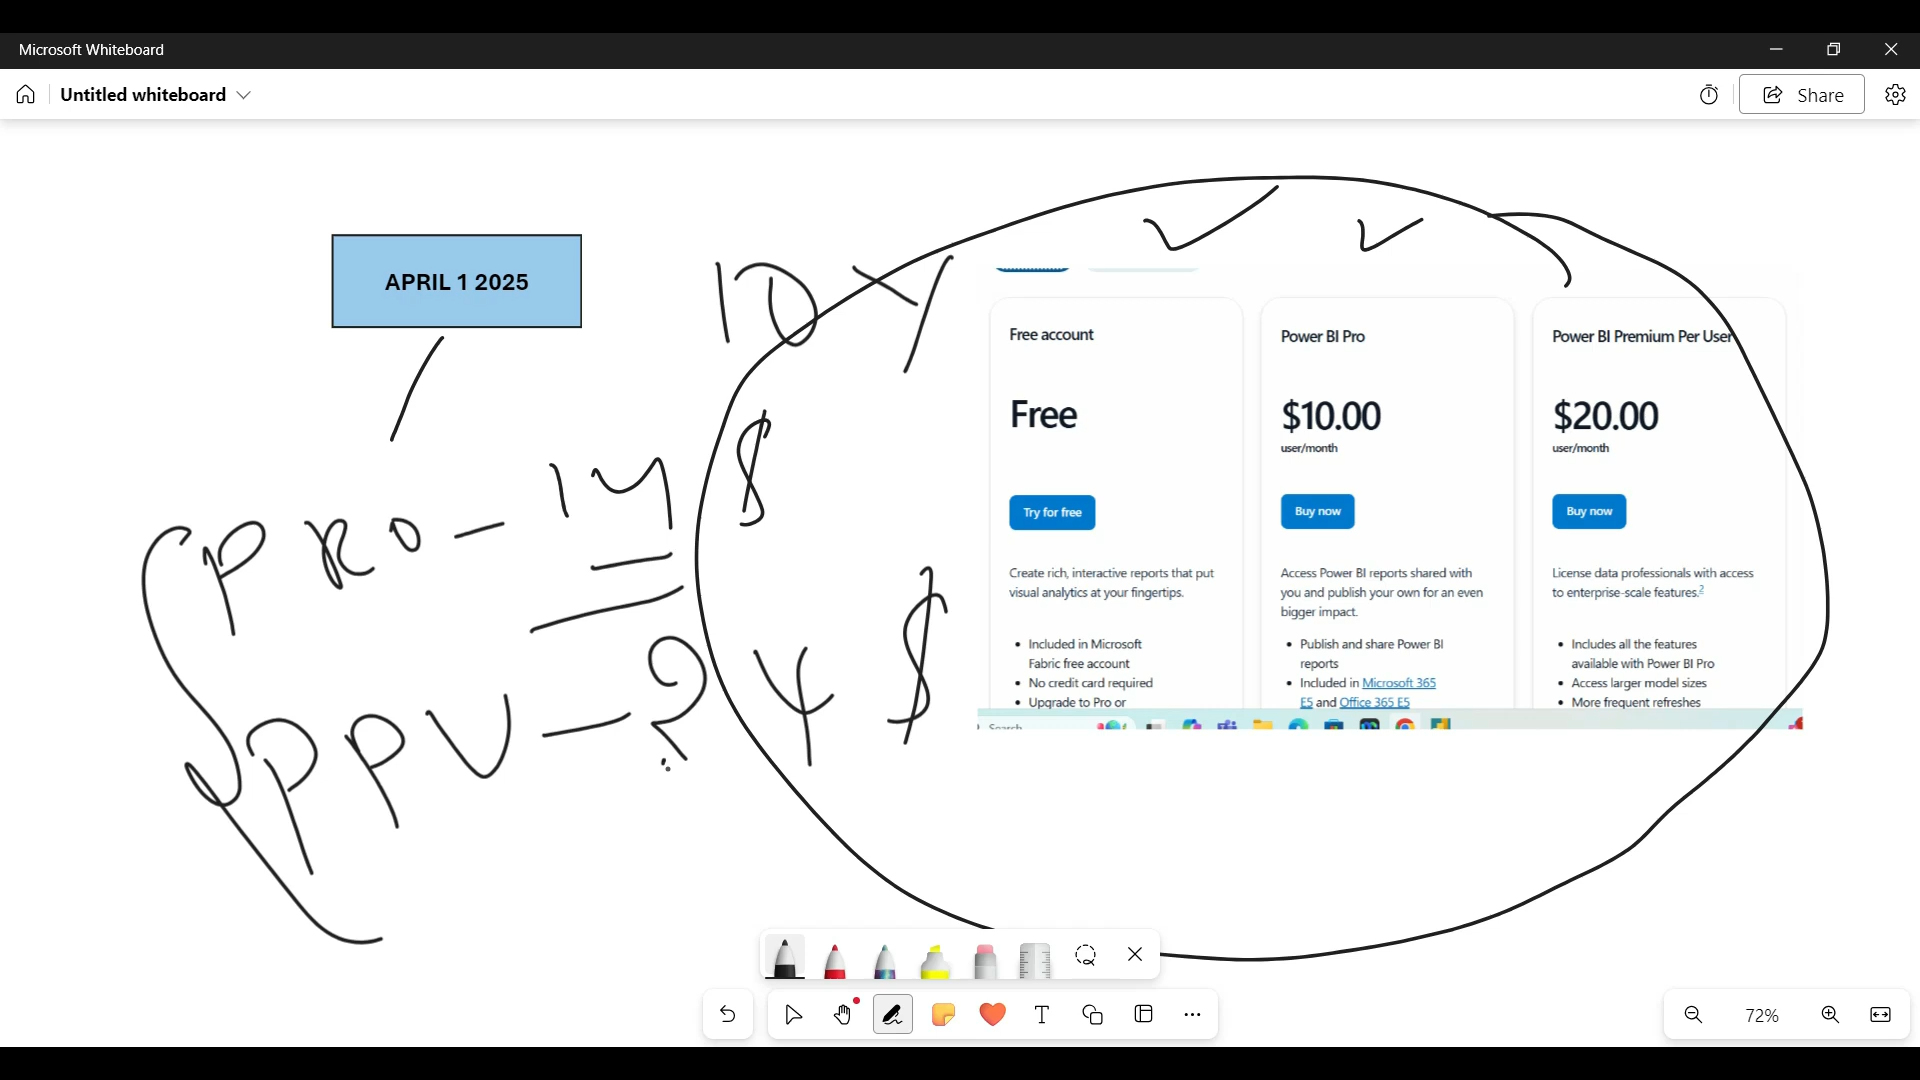 Microsoft Whiteboard
Untitled whiteboard
Share
APRIL 1 2025
10 Y
PRO - 14 $
PPU - 24 $
Free account
Free
Try for free
Create rich, interactive reports that put
visual analytics at your fingertips.
• Included in Microsoft
Fabric free account
• No credit card required
• Upgrade to Pro or
Power BI Pro
$10.00
user/month
Buy now
Access Power BI reports shared with
you and publish your own for an even
bigger impact.
• Publish and share Power BI
reports
• Included in Microsoft 365
E5 and Office 365 E5
Power BI Premium Per User
$20.00
user/month
Buy now
License data professionals with access
to enterprise-scale features.2
• Includes all the features
available with Power BI Pro
• Access larger model sizes
• More frequent refreshes
Search
72%